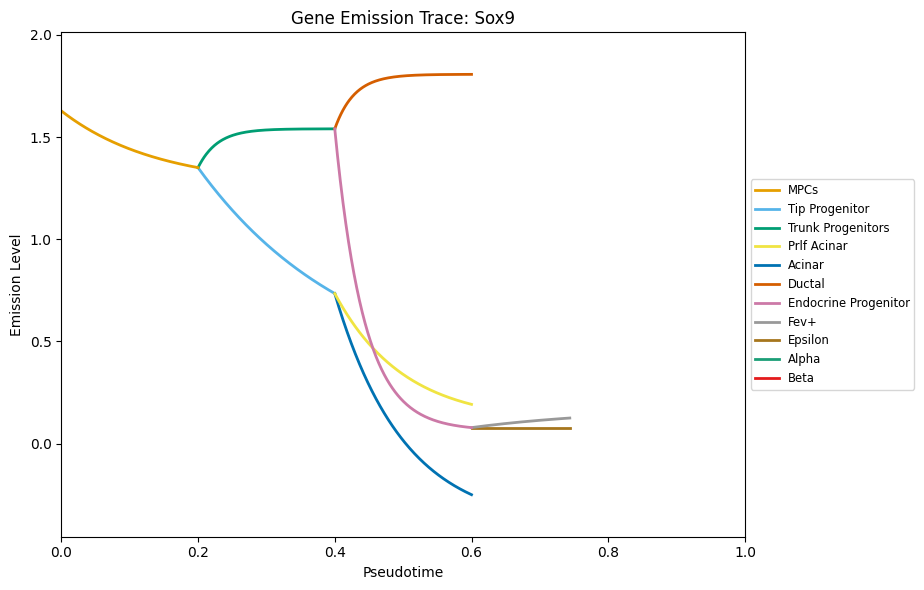 Gene Emission Trace: Sox9
2.0
1.5
1.0
0.5
0.0
Emission Level
0.0 0.2 0.4 0.6 0.8 1.0
Pseudotime
MPCs
Tip Progenitor
Trunk Progenitors
Prlf Acinar
Acinar
Ductal
Endocrine Progenitor
Fev+
Epsilon
Alpha
Beta